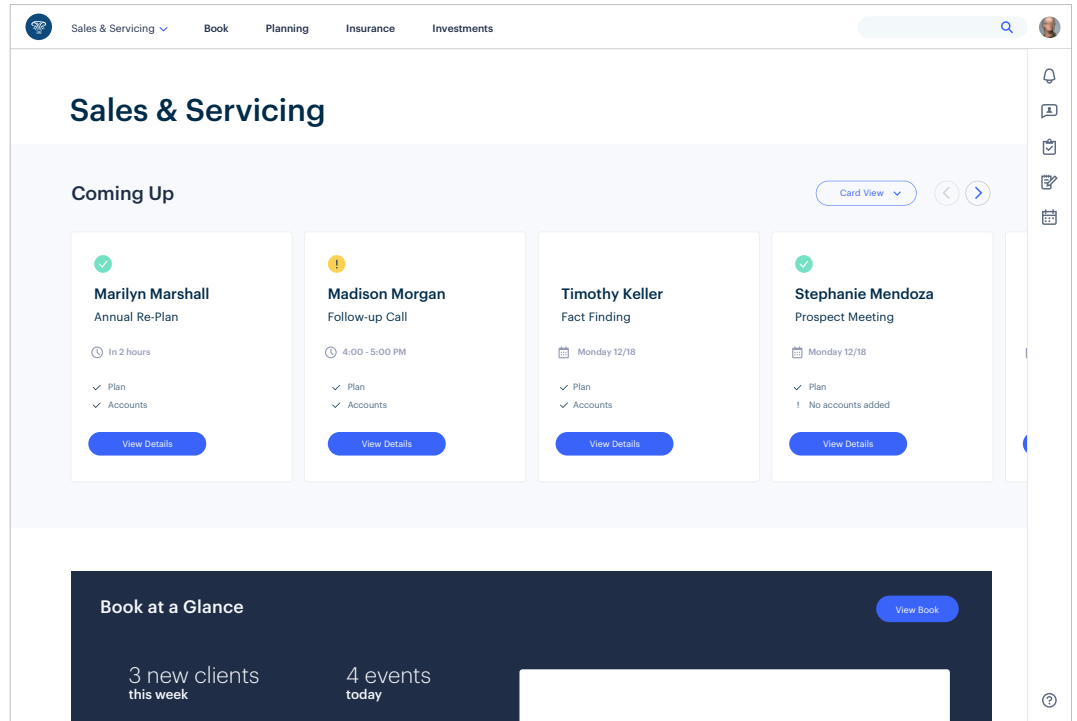 Sales & Servicing
Book
Planning
Insurance
Investments
Sales & Servicing
Coming Up
Card View
Marilyn Marshall
Annual Re-Plan
In 2 hours
Plan
Accounts
View Details
Madison Morgan
Follow-up Call
4:00 - 5:00 PM
Plan
Accounts
View Details
Timothy Keller
Fact Finding
Monday 12/18
Plan
Accounts
View Details
Stephanie Mendoza
Prospect Meeting
Monday 12/18
Plan
! No accounts added
View Details
Book at a Glance
View Book
3 new clients
this week
4 events
today